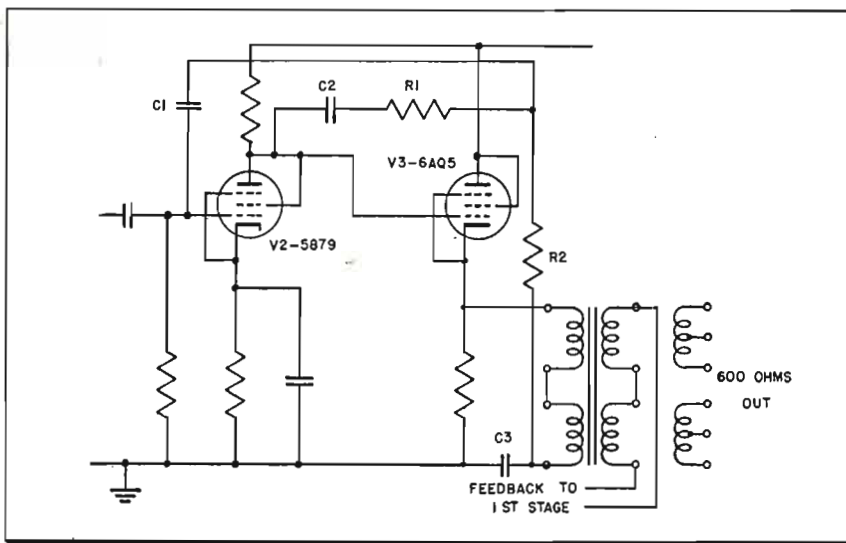 C1
C2
R1
V3-6AQ5
V2-5879
R2
600 OHMS
OUT
C3
FEEDBACK TO
1 ST STAGE